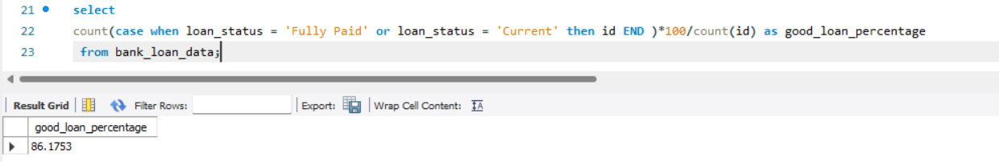 21 select
22 count(case when loan_status = 'Fully Paid' or loan_status = 'Current' then id END )*100/count(id) as good_loan_percentage
23 from bank_loan_data;
Result Grid Filter Rows: Export: Wrap Cell Content: IA
good_loan_percentage
86.1753